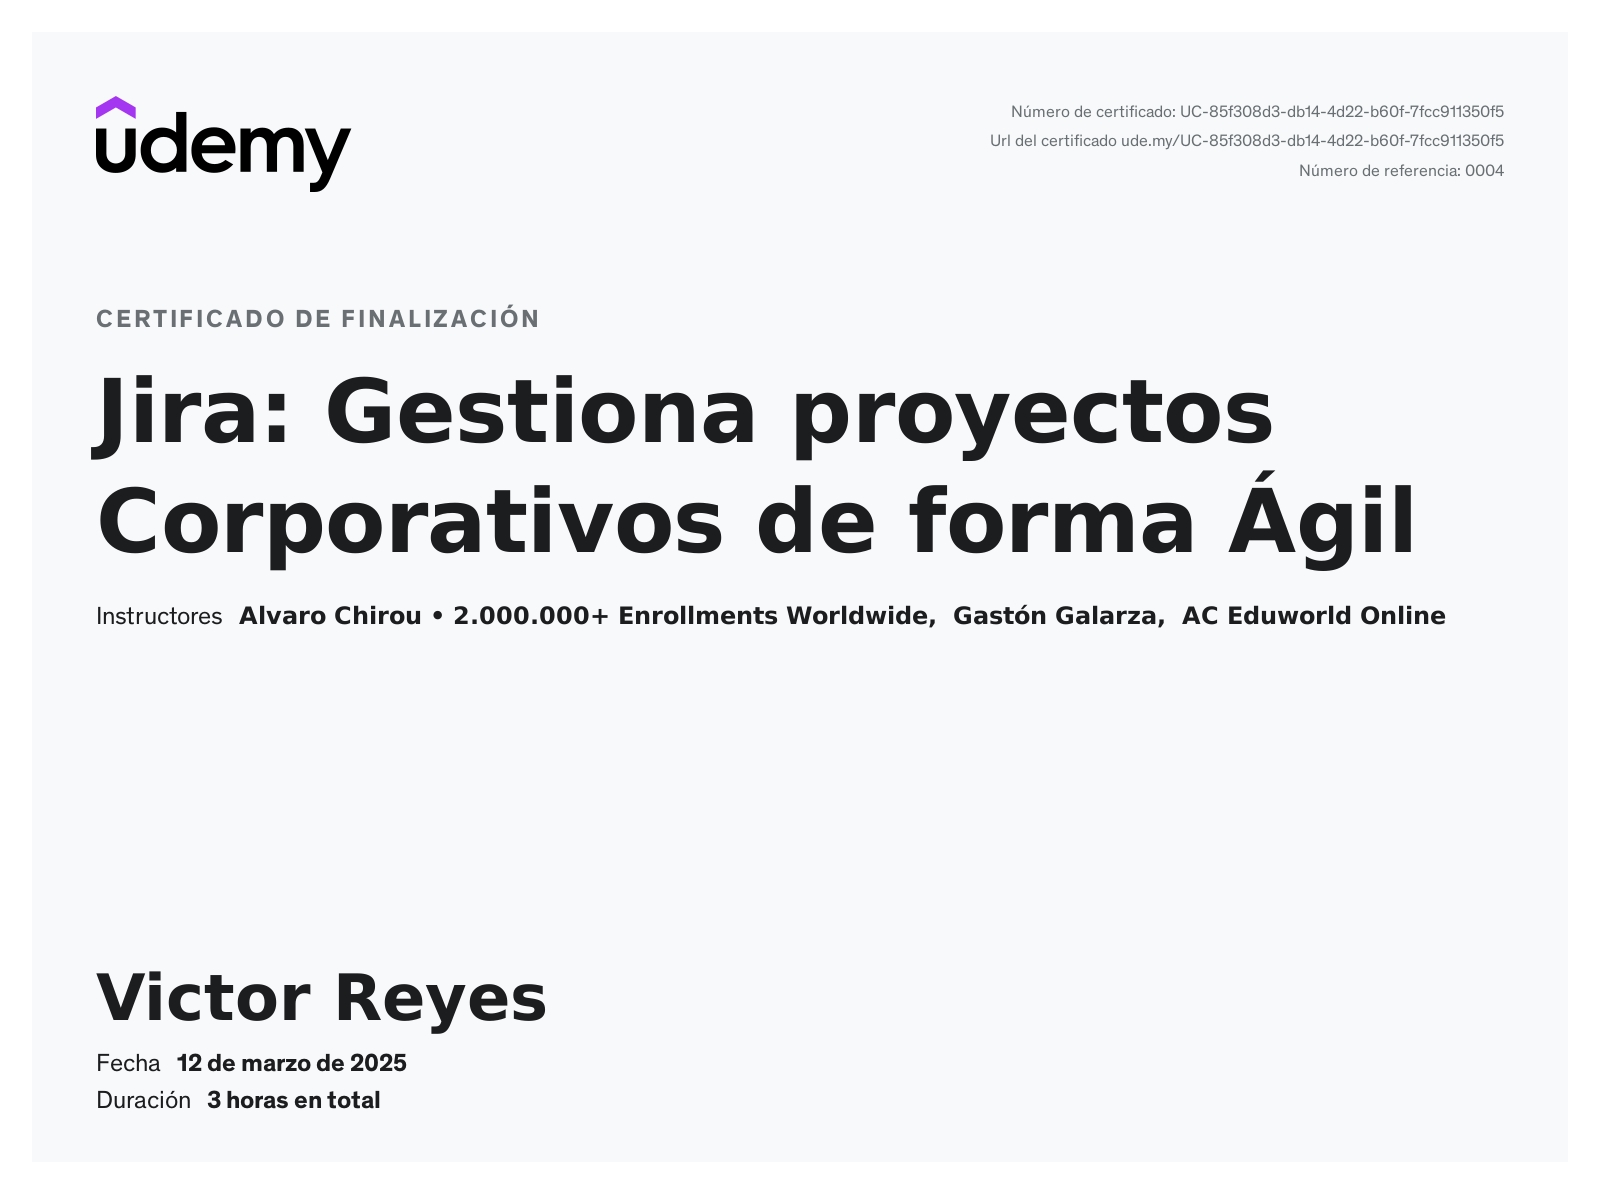 udemy
Número de certificado: UC-85f308d3-db14-4d22-b60f-7fcc911350f5
Url del certificado ude.my/UC-85f308d3-db14-4d22-b60f-7fcc911350f5
Número de referencia: 0004
CERTIFICADO DE FINALIZACIÓN
Jira: Gestiona proyectos
Corporativos de forma Ágil
Instructores Alvaro Chirou • 2.000.000+ Enrollments Worldwide, Gastón Galarza, AC Eduworld Online
Victor Reyes
Fecha 12 de marzo de 2025
Duración 3 horas en total